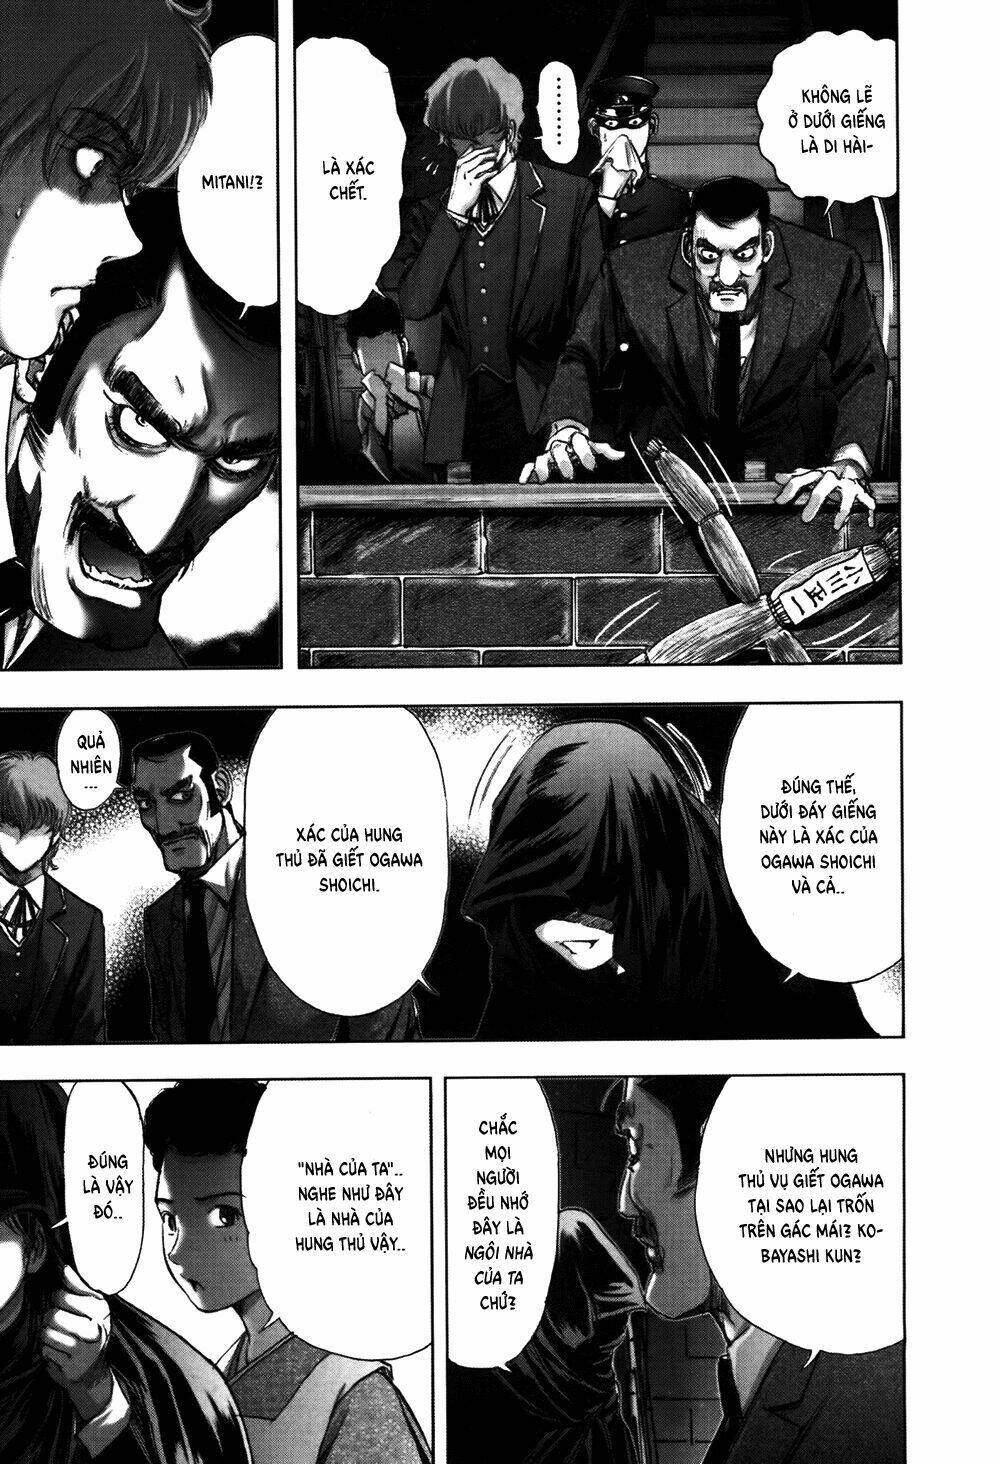 KHÔNG LẼ
Ở DƯỚI GIẾNG
LÀ DI HÀI-
.........
LÀ XÁC
CHẾT.
小川正一
MITANI!?
ĐÚNG THẾ,
DƯỚI ĐÁY GIẾNG
NÀY LÀ XÁC CỦA
OGAWA SHOICHI
VÀ CẢ..
XÁC CỦA HUNG
THỦ ĐÃ GIẾT OGAWA
SHOICHI.
QUẢ
NHIÊN
...
NHƯNG HUNG
THỦ VỤ GIẾT OGAWA
TẠI SAO LẠI TRỐN
TRÊN GÁC MÁI? KO-
BAYASHI KUN?
CHẮC
MỌI
NGƯỜI
ĐỀU NHỚ
ĐÂY LÀ
NGÔI NHÀ
CỦA TA
CHỨ?
"NHÀ CỦA TA"..
NGHE NHƯ ĐÂY
LÀ NHÀ CỦA
HUNG THỦ VẬY..
ĐÚNG
LÀ VẬY
ĐÓ..